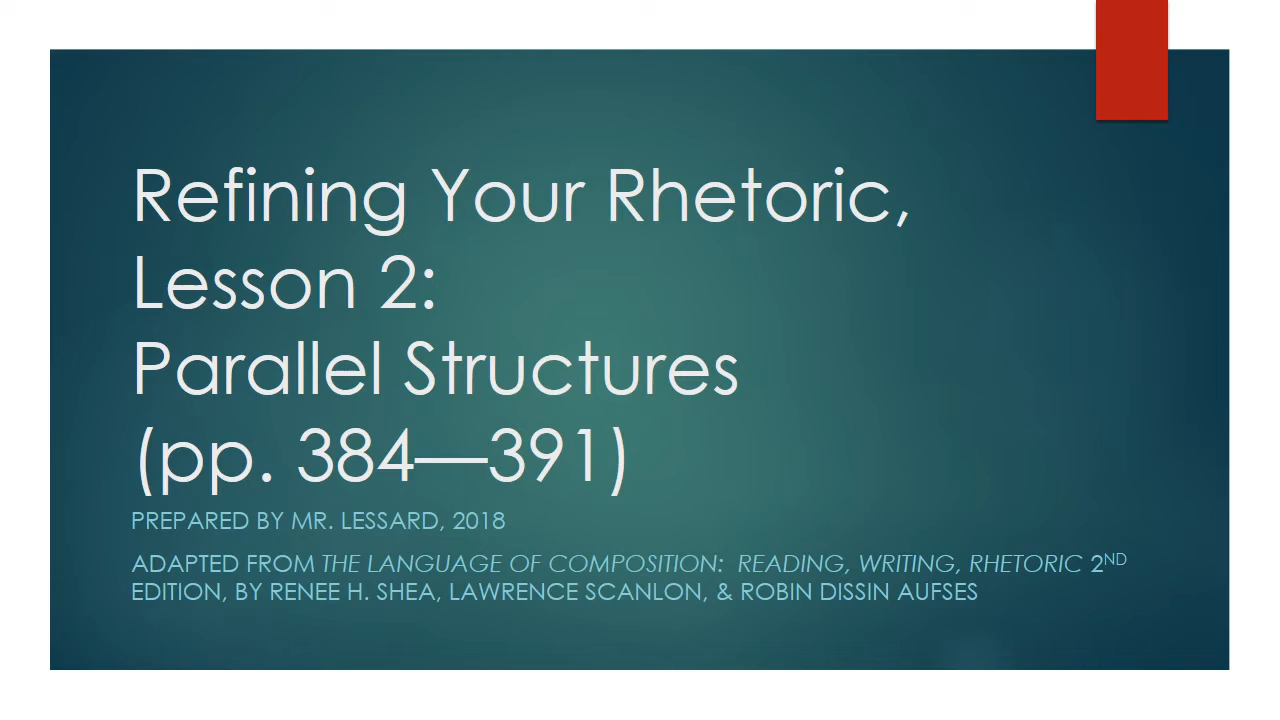 Refining Your Rhetoric,
Lesson 2:
Parallel Structures
(pp. 384—391)
PREPARED BY MR. LESSARD, 2018
ADAPTED FROM THE LANGUAGE OF COMPOSITION:  READING, WRITING, RHETORIC 2ND
EDITION, BY RENEE H. SHEA, LAWRENCE SCANLON, & ROBIN DISSIN AUFSES